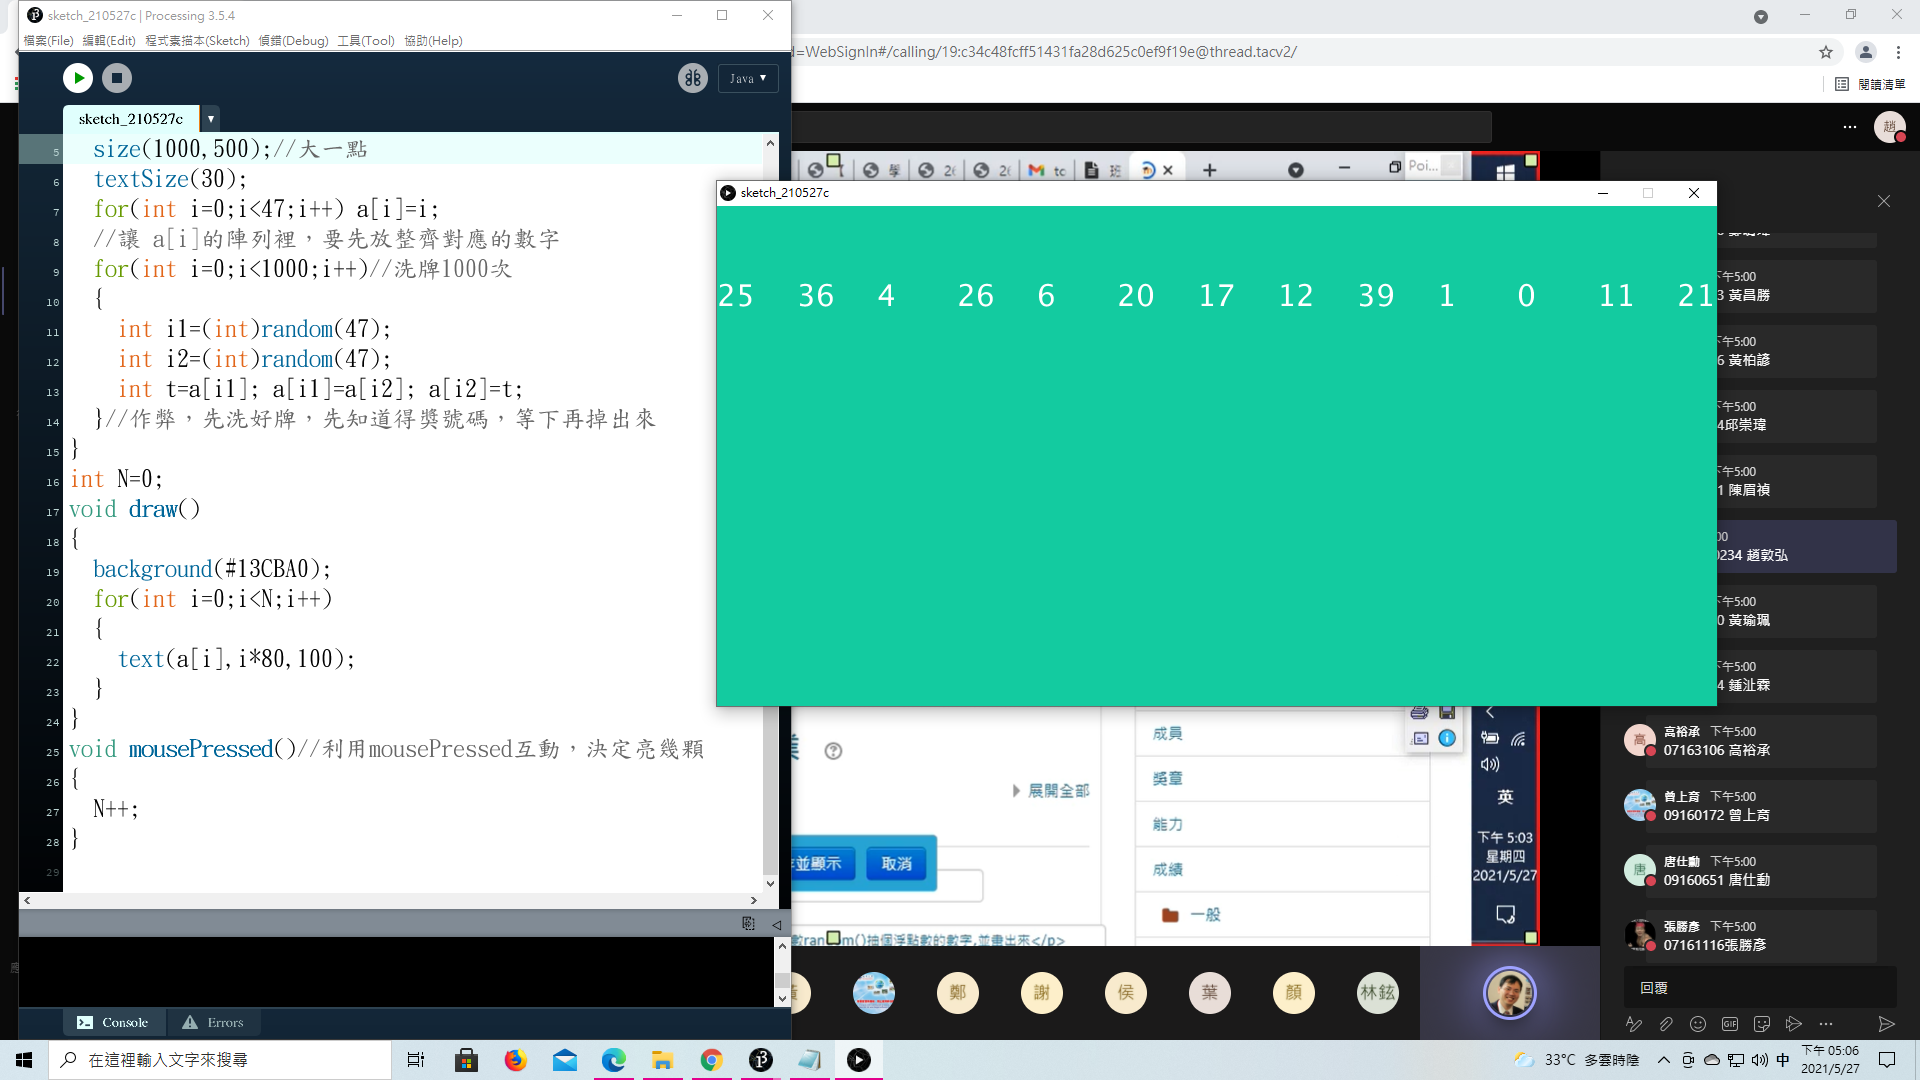 sketch_210527c | Processing 3.5.4
檔案(File) 編輯(Edit) 程式素描本(Sketch) 偵錯(Debug) 工具(Tool) 協助(Help)
Java ▼
sketch_210527c ▼
5 size(1000,500);//大一點
6 textSize(30);
7 for(int i=0;i<47;i++) a[i]=i;
8 //讓 a[i]的陣列裡，要先放整齊對應的數字
9 for(int i=0;i<1000;i++)//洗牌1000次
10 {
11 int i1=(int)random(47);
12 int i2=(int)random(47);
13 int t=a[i1]; a[i1]=a[i2]; a[i2]=t;
14 }//作弊，先洗好牌，先知道得獎號碼，等下再掉出來
15 }
16 int N=0;
17 void draw()
18 {
19 background(#13CBA0);
20 for(int i=0;i<N;i++)
21 {
22 text(a[i],i*80,100);
23 }
24 }
25 void mousePressed()//利用mousePressed互動，決定亮幾顆
26 {
27 N++;
28 }
29
Console Errors
d=WebSignIn#/calling/19:c34c48fcff51431fa28d625c0ef9f19e@thread.tacv2/
閱讀清單
趙
Poi...
sketch_210527c
25 36 4 26 6 20 17 12 39 1 0 11 21
下午5:00
3 黃昌勝
下午5:00
6 黃柏諺
下午5:00
4邱崇瑋
下午5:00
1 陳眉禎
:00
0234 趙敦弘
下午5:00
0 黃瑜珮
下午5:00
4 鍾沚霖
高裕承 下午5:00
07163106 高裕承
曾上育 下午5:00
09160172 曾上育
唐仕勳 下午5:00
09160651 唐仕勳
張勝彥 下午5:00
07161116張勝彥
回覆
展開全部
並顯示 取消
成員
獎章
能力
成績
一般
數random()抽個浮點數的數字,並畫出來</p>
英
下午 5:03
星期四
2021/5/27
黃 鄭 謝 侯 葉 顏 林鉉
在這裡輸入文字來搜尋
33°C 多雲時陰
中
下午 05:06
2021/5/27